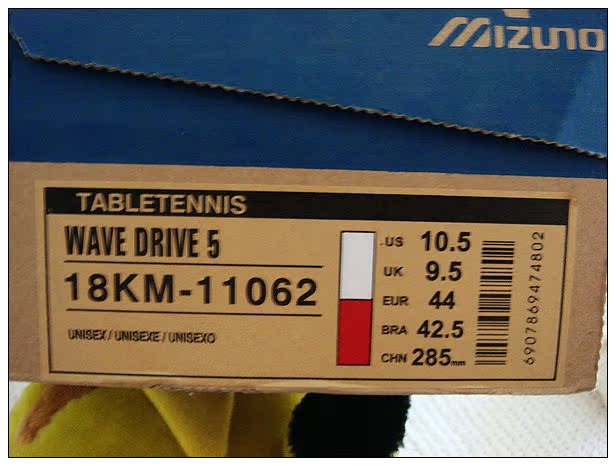 MIZUNO
TABLETENNIS
WAVE DRIVE 5
18KM-11062
UNISEX / UNISEXE / UNISEXO
US 10.5
UK 9.5
EUR 44
BRA 42.5
CHN 285mm
6907869474802